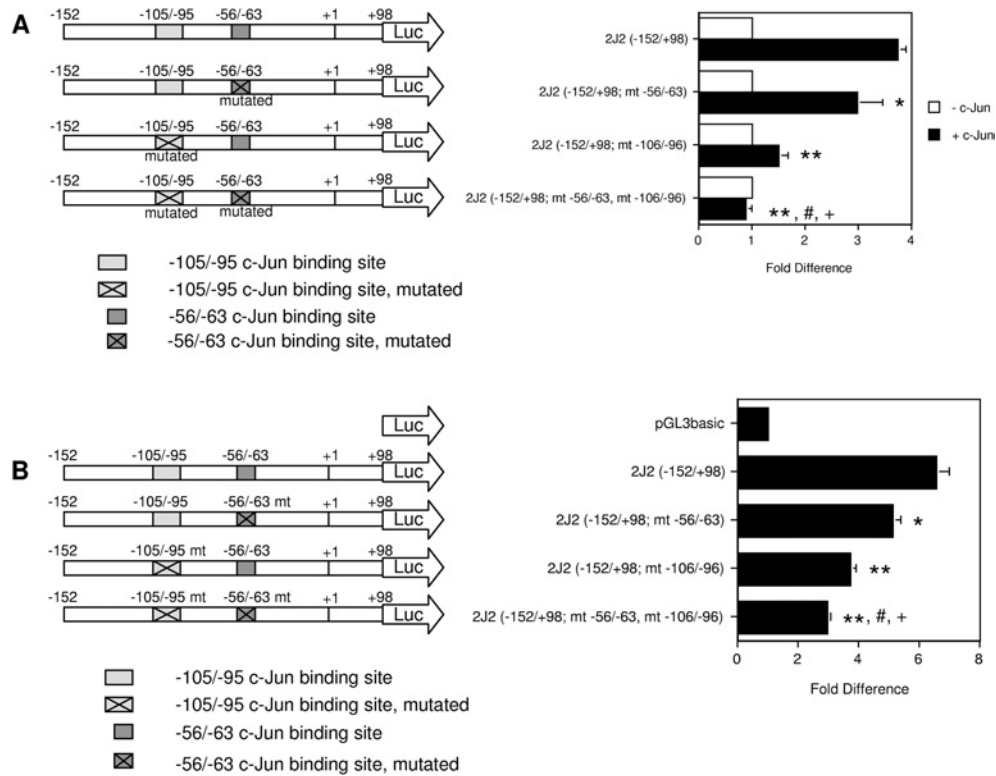 A
-152 -105/-95 -56/-63 +1 +98
Luc
-152 -105/-95 -56/-63 +1 +98
Luc
mutated
-152 -105/-95 -56/-63 +1 +98
Luc
mutated
-152 -105/-95 -56/-63 +1 +98
Luc
mutated mutated
-105/-95 c-Jun binding site
-105/-95 c-Jun binding site, mutated
-56/-63 c-Jun binding site
-56/-63 c-Jun binding site, mutated
2J2 (-152/+98)
2J2 (-152/+98; mt -56/-63)
*
2J2 (-152/+98; mt -106/-96)
**
2J2 (-152/+98; mt -56/-63, mt -106/-96)
**, #, +
0 1 2 3 4
Fold Difference
- c-Jun
+ c-Jun
B
Luc
-152 -105/-95 -56/-63 +1 +98
Luc
-152 -105/-95 -56/-63 mt +1 +98
Luc
-152 -105/-95 mt -56/-63 +1 +98
Luc
-152 -105/-95 mt -56/-63 mt +1 +98
Luc
-105/-95 c-Jun binding site
-105/-95 c-Jun binding site, mutated
-56/-63 c-Jun binding site
-56/-63 c-Jun binding site, mutated
pGL3basic
2J2 (-152/+98)
2J2 (-152/+98; mt -56/-63)
*
2J2 (-152/+98; mt -106/-96)
**
2J2 (-152/+98; mt -56/-63, mt -106/-96)
**, #, +
0 2 4 6 8
Fold Difference